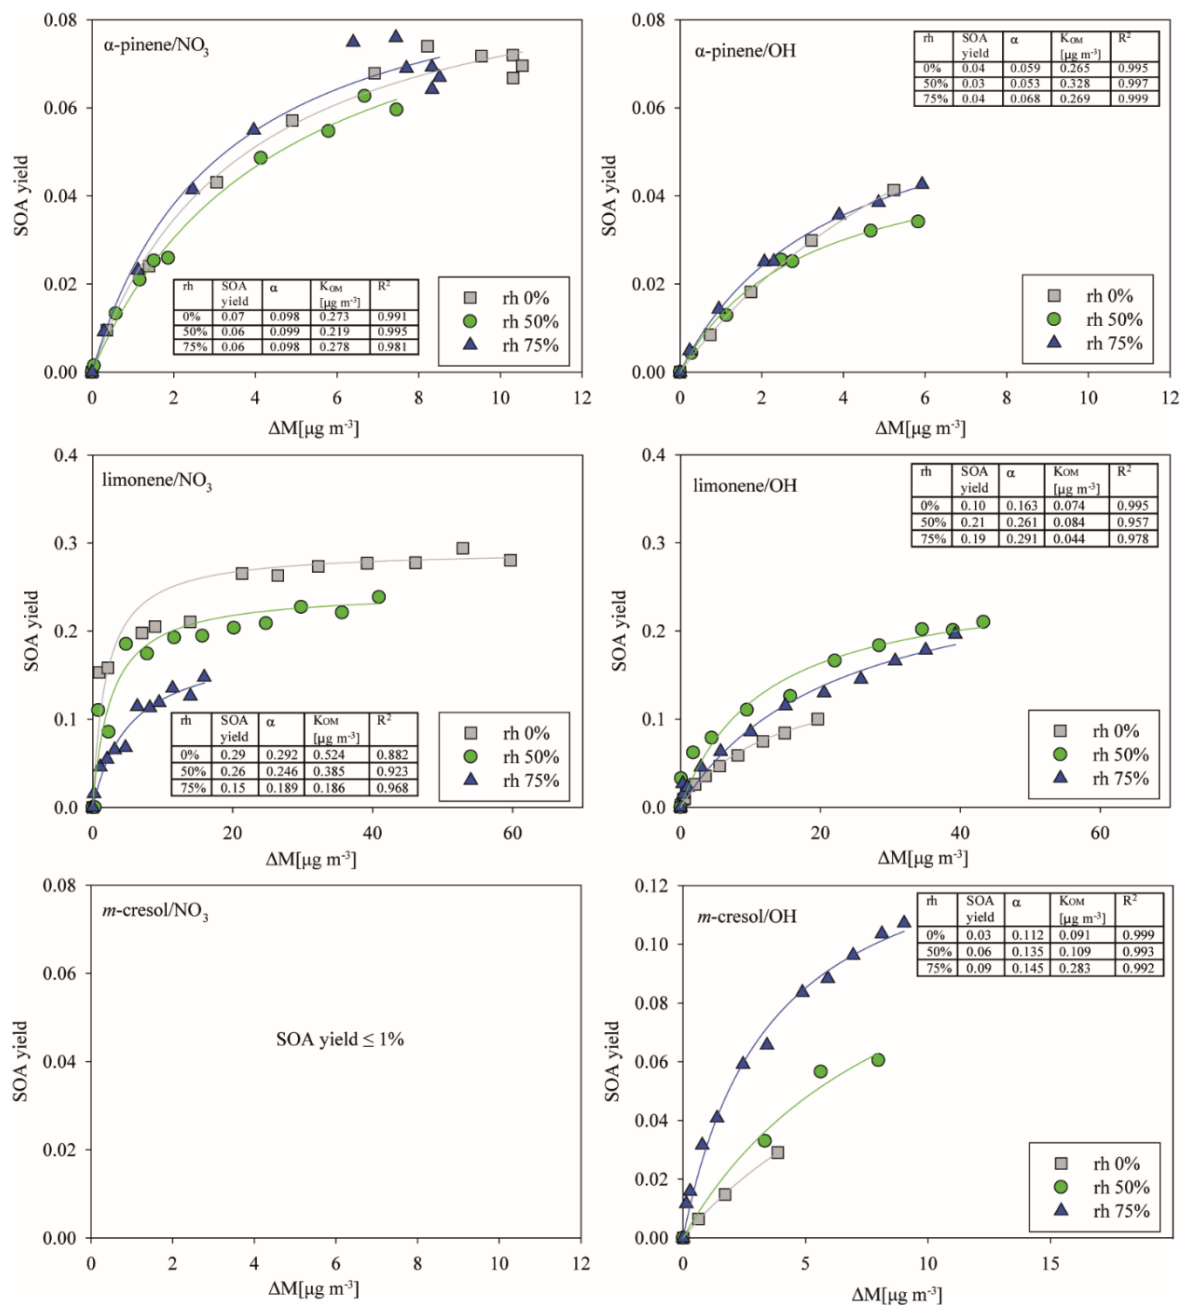 α-pinene/NO3
SOA yield
0.08
0.06
0.04
0.02
0.00
0 2 4 6 8 10 12
ΔM[µg m-3]
rh SOA yield α KOM [µg m-3] R2
0% 0.07 0.098 0.273 0.991
50% 0.06 0.099 0.219 0.995
75% 0.06 0.098 0.278 0.981
rh 0%
rh 50%
rh 75%
α-pinene/OH
SOA yield
0.08
0.06
0.04
0.02
0.00
0 2 4 6 8 10 12
ΔM[µg m-3]
rh SOA yield α KOM [µg m-3] R2
0% 0.04 0.059 0.265 0.995
50% 0.03 0.053 0.328 0.997
75% 0.04 0.068 0.269 0.999
rh 0%
rh 50%
rh 75%
limonene/NO3
SOA yield
0.4
0.3
0.2
0.1
0.0
0 20 40 60
ΔM[µg m-3]
rh SOA yield α KOM [µg m-3] R2
0% 0.29 0.292 0.524 0.882
50% 0.26 0.246 0.385 0.923
75% 0.15 0.189 0.186 0.968
rh 0%
rh 50%
rh 75%
limonene/OH
SOA yield
0.4
0.3
0.2
0.1
0.0
0 20 40 60
ΔM[µg m-3]
rh SOA yield α KOM [µg m-3] R2
0% 0.10 0.163 0.074 0.995
50% 0.21 0.261 0.084 0.957
75% 0.19 0.291 0.044 0.978
rh 0%
rh 50%
rh 75%
m-cresol/NO3
SOA yield
0.08
0.06
0.04
0.02
0.00
SOA yield ≤ 1%
0 2 4 6 8 10 12
ΔM[µg m-3]
m-cresol/OH
SOA yield
0.12
0.10
0.08
0.06
0.04
0.02
0.00
0 5 10 15
ΔM[µg m-3]
rh SOA yield α KOM [µg m-3] R2
0% 0.03 0.112 0.091 0.999
50% 0.06 0.135 0.109 0.993
75% 0.09 0.145 0.283 0.992
rh 0%
rh 50%
rh 75%